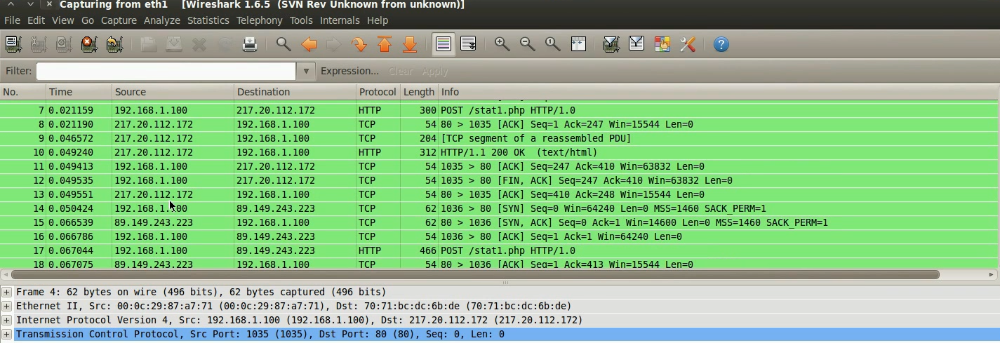 Capturing from eth1 [Wireshark 1.6.5 (SVN Rev Unknown from unknown)]
File Edit View Go Capture Analyze Statistics Telephony Tools Internals Help
Filter: Expression... Clear Apply
No. Time Source Destination Protocol Length Info
7 0.021159 192.168.1.100 217.20.112.172 HTTP 300 POST /stat1.php HTTP/1.0
8 0.021190 217.20.112.172 192.168.1.100 TCP 54 80 > 1035 [ACK] Seq=1 Ack=247 Win=15544 Len=0
9 0.046572 217.20.112.172 192.168.1.100 TCP 204 [TCP segment of a reassembled PDU]
10 0.049240 217.20.112.172 192.168.1.100 HTTP 312 HTTP/1.1 200 OK (text/html)
11 0.049413 192.168.1.100 217.20.112.172 TCP 54 1035 > 80 [ACK] Seq=247 Ack=410 Win=63832 Len=0
12 0.049535 192.168.1.100 217.20.112.172 TCP 54 1035 > 80 [FIN, ACK] Seq=247 Ack=410 Win=63832 Len=0
13 0.049551 217.20.112.172 192.168.1.100 TCP 54 80 > 1035 [ACK] Seq=410 Ack=248 Win=15544 Len=0
14 0.050424 192.168.1.100 89.149.243.223 TCP 62 1036 > 80 [SYN] Seq=0 Win=64240 Len=0 MSS=1460 SACK_PERM=1
15 0.066539 89.149.243.223 192.168.1.100 TCP 62 80 > 1036 [SYN, ACK] Seq=0 Ack=1 Win=14600 Len=0 MSS=1460 SACK_PERM=1
16 0.066786 192.168.1.100 89.149.243.223 TCP 54 1036 > 80 [ACK] Seq=1 Ack=1 Win=64240 Len=0
17 0.067044 192.168.1.100 89.149.243.223 HTTP 466 POST /stat1.php HTTP/1.0
18 0.067075 89.149.243.223 192.168.1.100 TCP 54 80 > 1036 [ACK] Seq=1 Ack=413 Win=15544 Len=0
Frame 4: 62 bytes on wire (496 bits), 62 bytes captured (496 bits)
Ethernet II, Src: 00:0c:29:87:a7:71 (00:0c:29:87:a7:71), Dst: 70:71:bc:dc:6b:de (70:71:bc:dc:6b:de)
Internet Protocol Version 4, Src: 192.168.1.100 (192.168.1.100), Dst: 217.20.112.172 (217.20.112.172)
Transmission Control Protocol, Src Port: 1035 (1035), Dst Port: 80 (80), Seq: 0, Len: 0